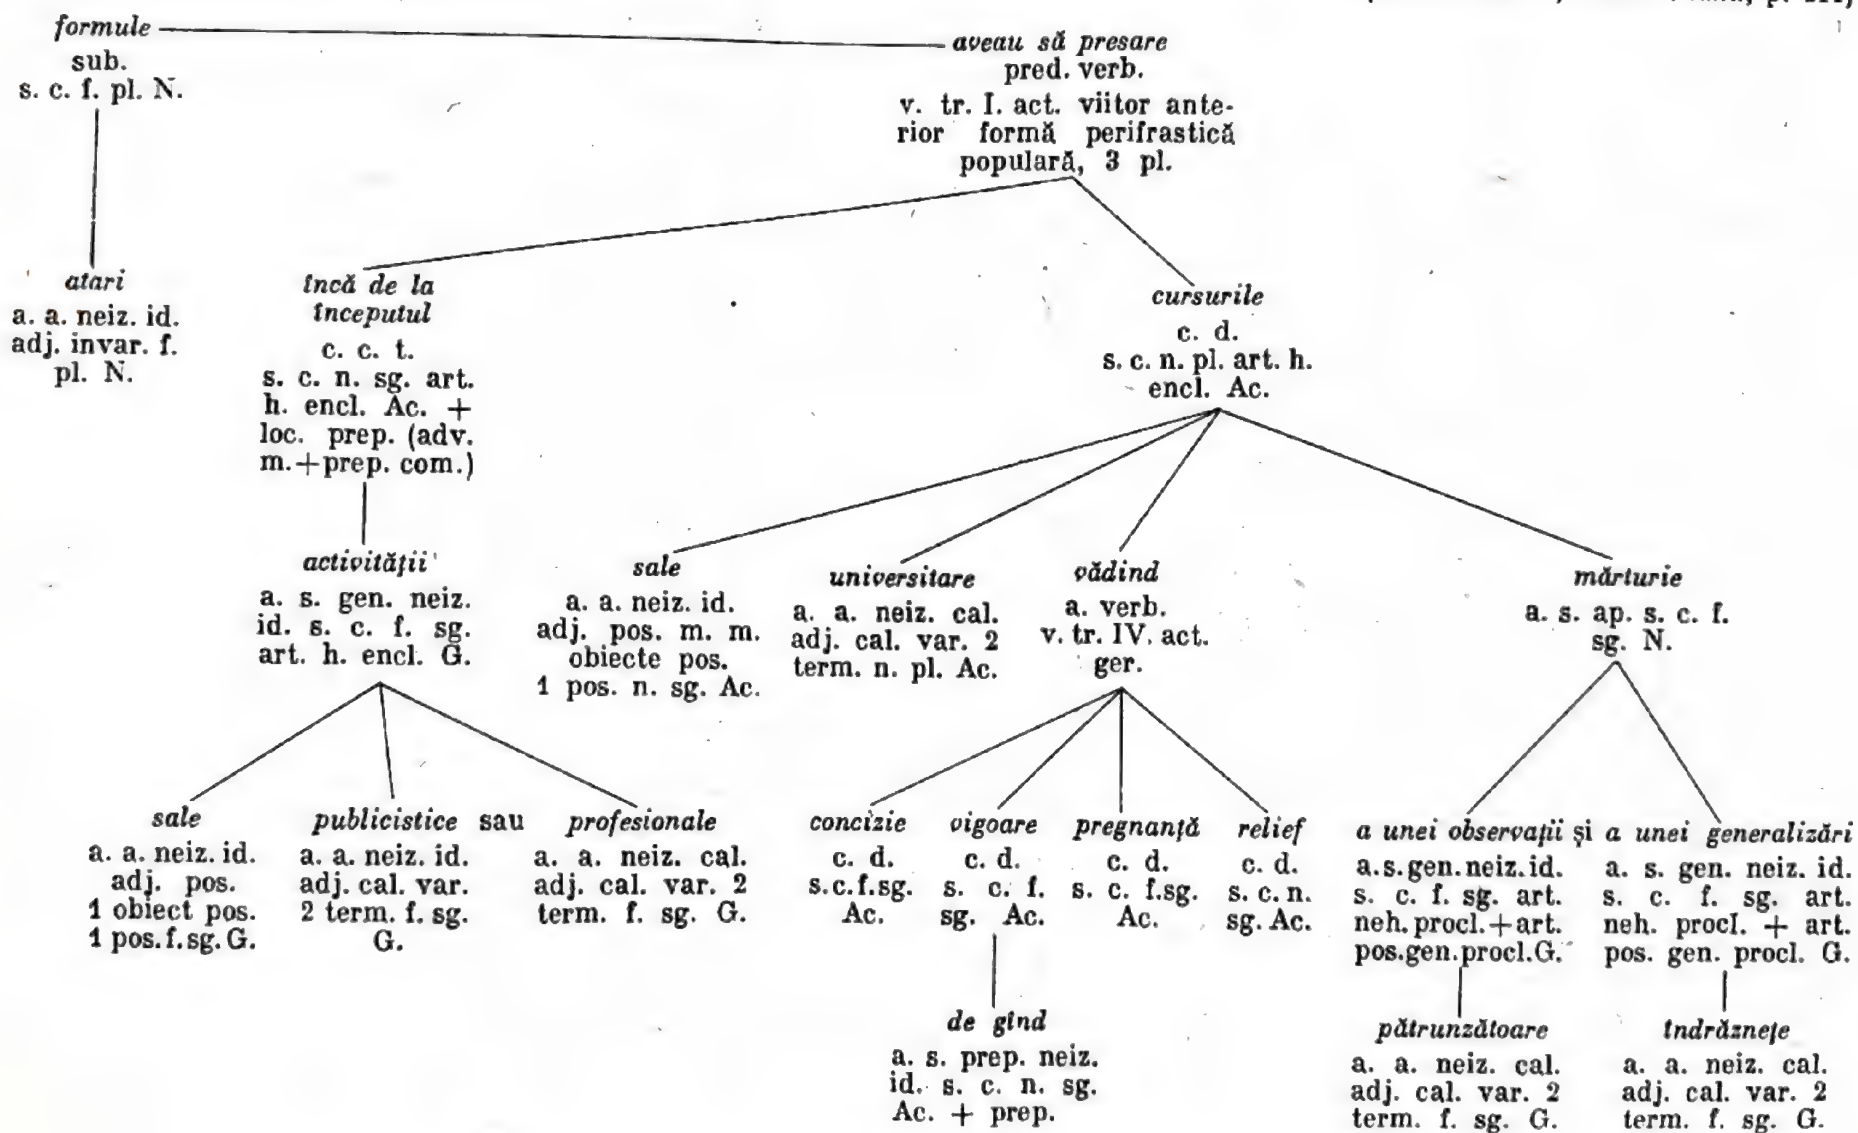 formule
sub.
s. c. f. pl. N.
aveau să presare
pred. verb.
v. tr. I. act. viitor ante-
rior formă perifrastică
populară, 3 pl.
atari
a. a. neiz. id.
adj. invar. f.
pl. N.
încă de la
începutul
c. c. t.
s. c. n. sg. art.
h. encl. Ac. +
loc. prep. (adv.
m.+prep. com.)
cursurile
c. d.
s. c. n. pl. art. h.
encl. Ac.
activităţii
a. s. gen. neiz.
id. s. c. f. sg.
art. h. encl. G.
sale
a. a. neiz. id.
adj. pos. m. m.
obiecte pos.
1 pos. n. sg. Ac.
universitare
a. a. neiz. cal.
adj. cal. var. 2
term. n. pl. Ac.
vădind
a. verb.
v. tr. IV. act.
ger.
mărturie
a. s. ap. s. c. f.
sg. N.
sale
a. a. neiz. id.
adj. pos.
1 obiect pos.
1 pos. f. sg. G.
publicistice sau
a. a. neiz. id.
adj. cal. var.
2 term. f. sg.
G.
profesionale
a. a. neiz. cal.
adj. cal. var. 2
term. f. sg. G.
concizie
c. d.
s. c. f. sg.
Ac.
vigoare
c. d.
s. c. f.
sg. Ac.
pregnanţă
c. d.
s. c. f. sg.
Ac.
relief
c. d.
s. c. n.
sg. Ac.
a unei observaţii şi
a. s. gen. neiz. id.
s. c. f. sg. art.
neh. procl. + art.
pos. gen. procl. G.
a unei generalizări
a. s. gen. neiz. id.
s. c. f. sg. art.
neh. procl. + art.
pos. gen. procl. G.
de gînd
a. s. prep. neiz.
id. s. c. n. sg.
Ac. + prep.
pătrunzătoare
a. a. neiz. cal.
adj. cal. var. 2
term. f. sg. G.
îndrăzneţe
a. a. neiz. cal.
adj. cal. var. 2
term. f. sg. G.